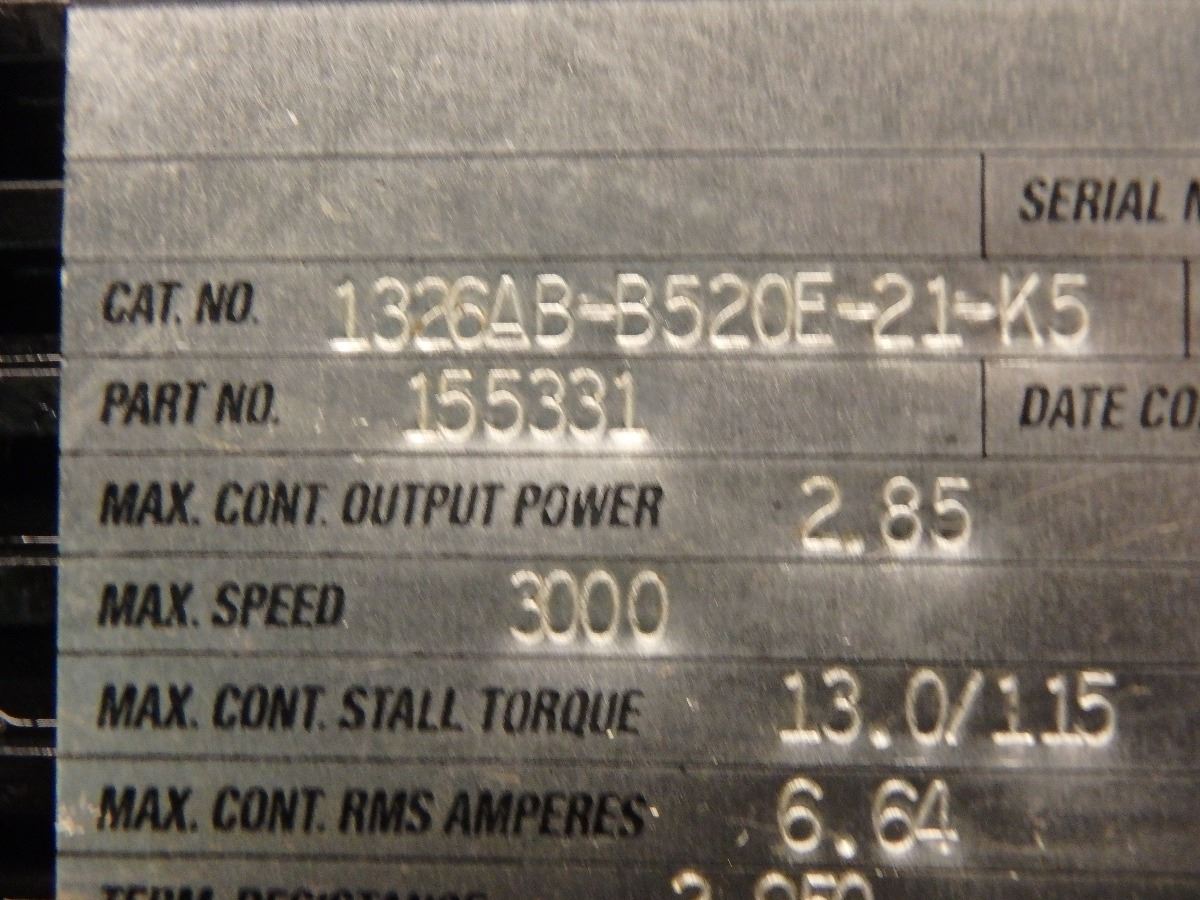 SERIAL
CAT. NO. 1326AB-B520E-21-K5
PART NO. 155331
DATE
MAX. CONT. OUTPUT POWER 2.85
MAX. SPEED 3000
MAX. CONT. STALL TORQUE 13.0/115
MAX. CONT. RMS AMPERES 6.64